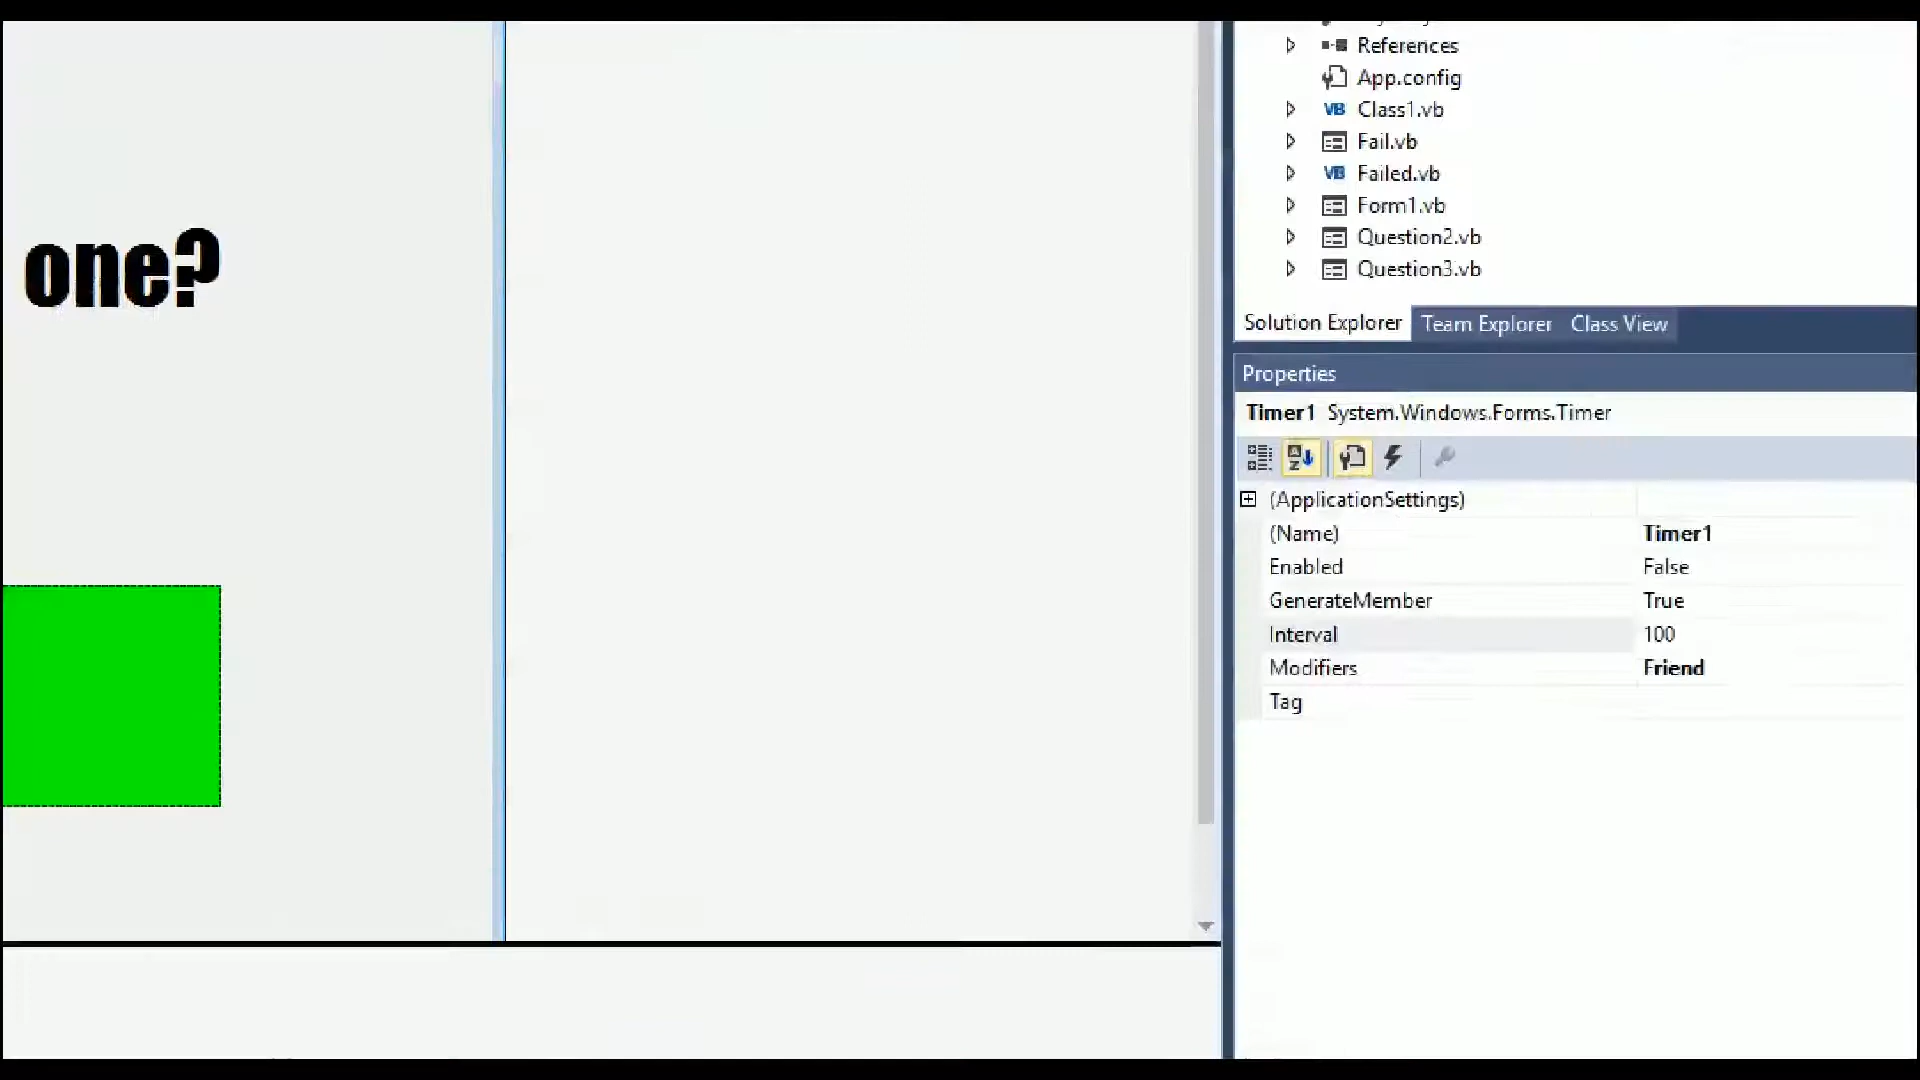 one?
References
App.config
VB Class1.vb
Fail.vb
VB Failed.vb
Form1.vb
Question2.vb
Question3.vb
Solution Explorer Team Explorer Class View
Properties
Timer1 System.Windows.Forms.Timer
(ApplicationSettings)
(Name) Timer1
Enabled False
GenerateMember True
Interval 100
Modifiers Friend
Tag